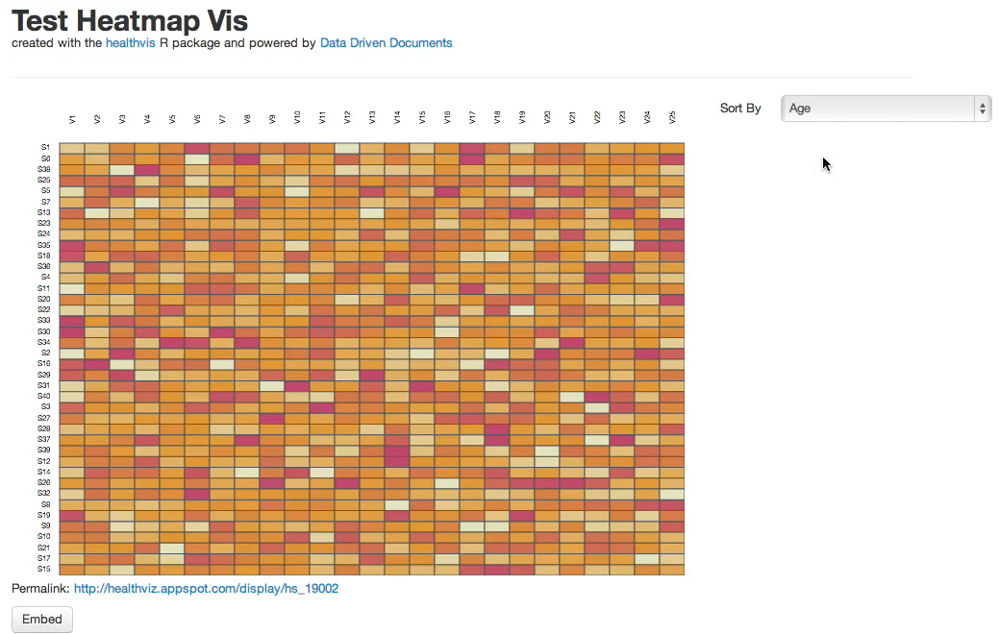 Test Heatmap Vis
created with the healthvis R package and powered by Data Driven Documents
Sort By Age
V1 V2 V3 V4 V5 V6 V7 V8 V9 V10 V11 V12 V13 V14 V15 V16 V17 V18 V19 V20 V21 V22 V23 V24 V25
S1
S6
S38
S25
S5
S7
S13
S23
S24
S35
S18
S36
S4
S11
S20
S22
S33
S30
S34
S2
S16
S29
S31
S40
S3
S27
S28
S37
S39
S12
S14
S26
S32
S8
S19
S9
S10
S21
S17
S15
Permalink: http://healthviz.appspot.com/display/hs_19002
Embed